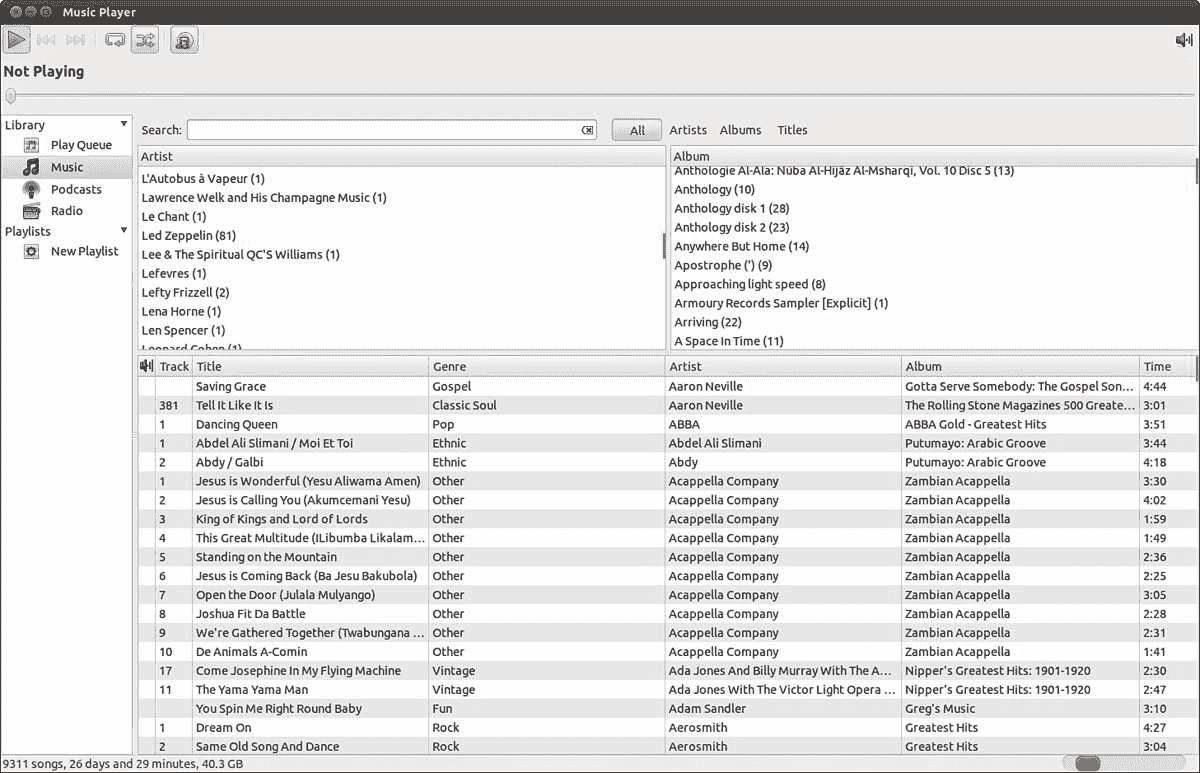 Music Player
Not Playing
Library
Play Queue
Music
Podcasts
Radio
Playlists
New Playlist
Search:
All Artists Albums Titles
Artist
L'Autobus à Vapeur (1)
Lawrence Welk and His Champagne Music (1)
Le Chant (1)
Led Zeppelin (81)
Lee & The Spiritual QC'S Williams (1)
Lefevres (1)
Lefty Frizzell (2)
Lena Horne (1)
Len Spencer (1)
Leonard Cohen (1)
Album
Anthologie Al-Ala: Nūba Al-Hijāz Al-Msharqī, Vol. 10 Disc 5 (13)
Anthology (10)
Anthology disk 1 (28)
Anthology disk 2 (23)
Anywhere But Home (14)
Apostrophe (') (9)
Approaching light speed (8)
Armoury Records Sampler [Explicit] (1)
Arriving (22)
A Space In Time (11)
Track Title Genre Artist Album Time
Saving Grace Gospel Aaron Neville Gotta Serve Somebody: The Gospel Son... 4:44
381 Tell It Like It Is Classic Soul Aaron Neville The Rolling Stone Magazines 500 Greate... 3:01
1 Dancing Queen Pop ABBA ABBA Gold - Greatest Hits 3:51
1 Abdel Ali Slimani / Moi Et Toi Ethnic Abdel Ali Slimani Putumayo: Arabic Groove 3:44
2 Abdy / Galbi Ethnic Abdy Putumayo: Arabic Groove 4:18
1 Jesus is Wonderful (Yesu Aliwama Amen) Other Acappella Company Zambian Acappella 3:30
2 Jesus is Calling You (Akumcemani Yesu) Other Acappella Company Zambian Acappella 4:02
3 King of Kings and Lord of Lords Other Acappella Company Zambian Acappella 1:59
4 This Great Multitude (ILibumba Likalam... Other Acappella Company Zambian Acappella 1:49
5 Standing on the Mountain Other Acappella Company Zambian Acappella 2:36
6 Jesus is Coming Back (Ba Jesu Bakubola) Other Acappella Company Zambian Acappella 2:25
7 Open the Door (Julala Mulyango) Other Acappella Company Zambian Acappella 3:05
8 Joshua Fit Da Battle Other Acappella Company Zambian Acappella 2:28
9 We're Gathered Together (Twabungana ... Other Acappella Company Zambian Acappella 2:31
10 De Animals A-Comin Other Acappella Company Zambian Acappella 1:41
17 Come Josephine In My Flying Machine Vintage Ada Jones And Billy Murray With The A... Nipper's Greatest Hits: 1901-1920 2:30
11 The Yama Yama Man Vintage Ada Jones With The Victor Light Opera ... Nipper's Greatest Hits: 1901-1920 2:47
You Spin Me Right Round Baby Fun Adam Sandler Greg's Music 3:10
1 Dream On Rock Aerosmith Greatest Hits 4:27
2 Same Old Song And Dance Rock Aerosmith Greatest Hits 3:04
9311 songs, 26 days and 29 minutes, 40.3 GB